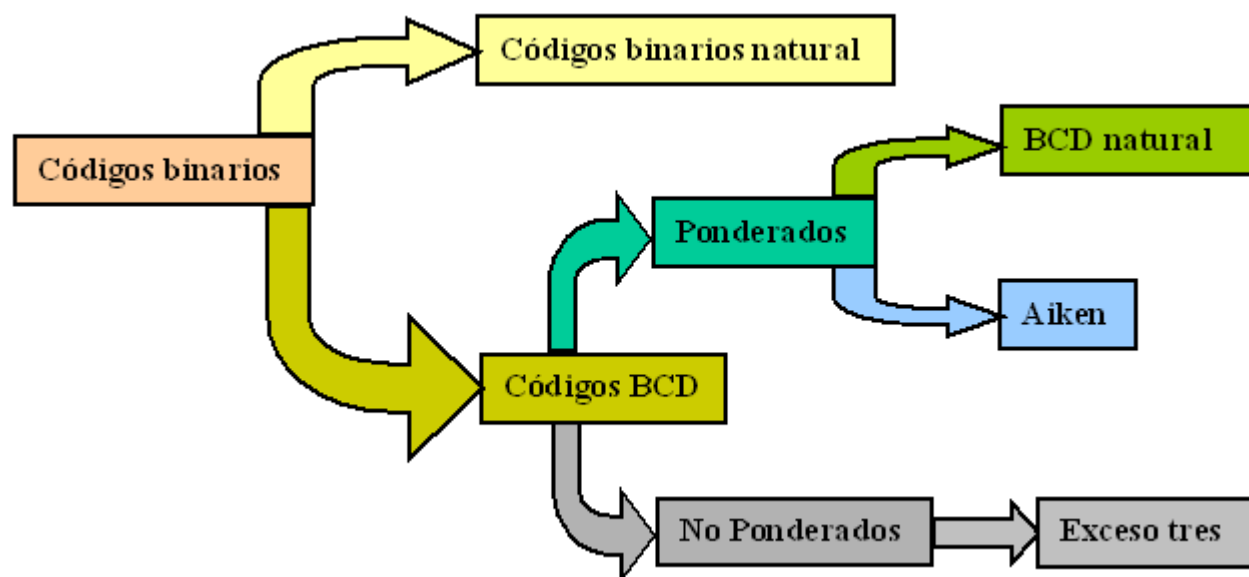 Códigos binarios natural
BCD natural
Códigos binarios
Ponderados
Aiken
Códigos BCD
No Ponderados
Exceso tres